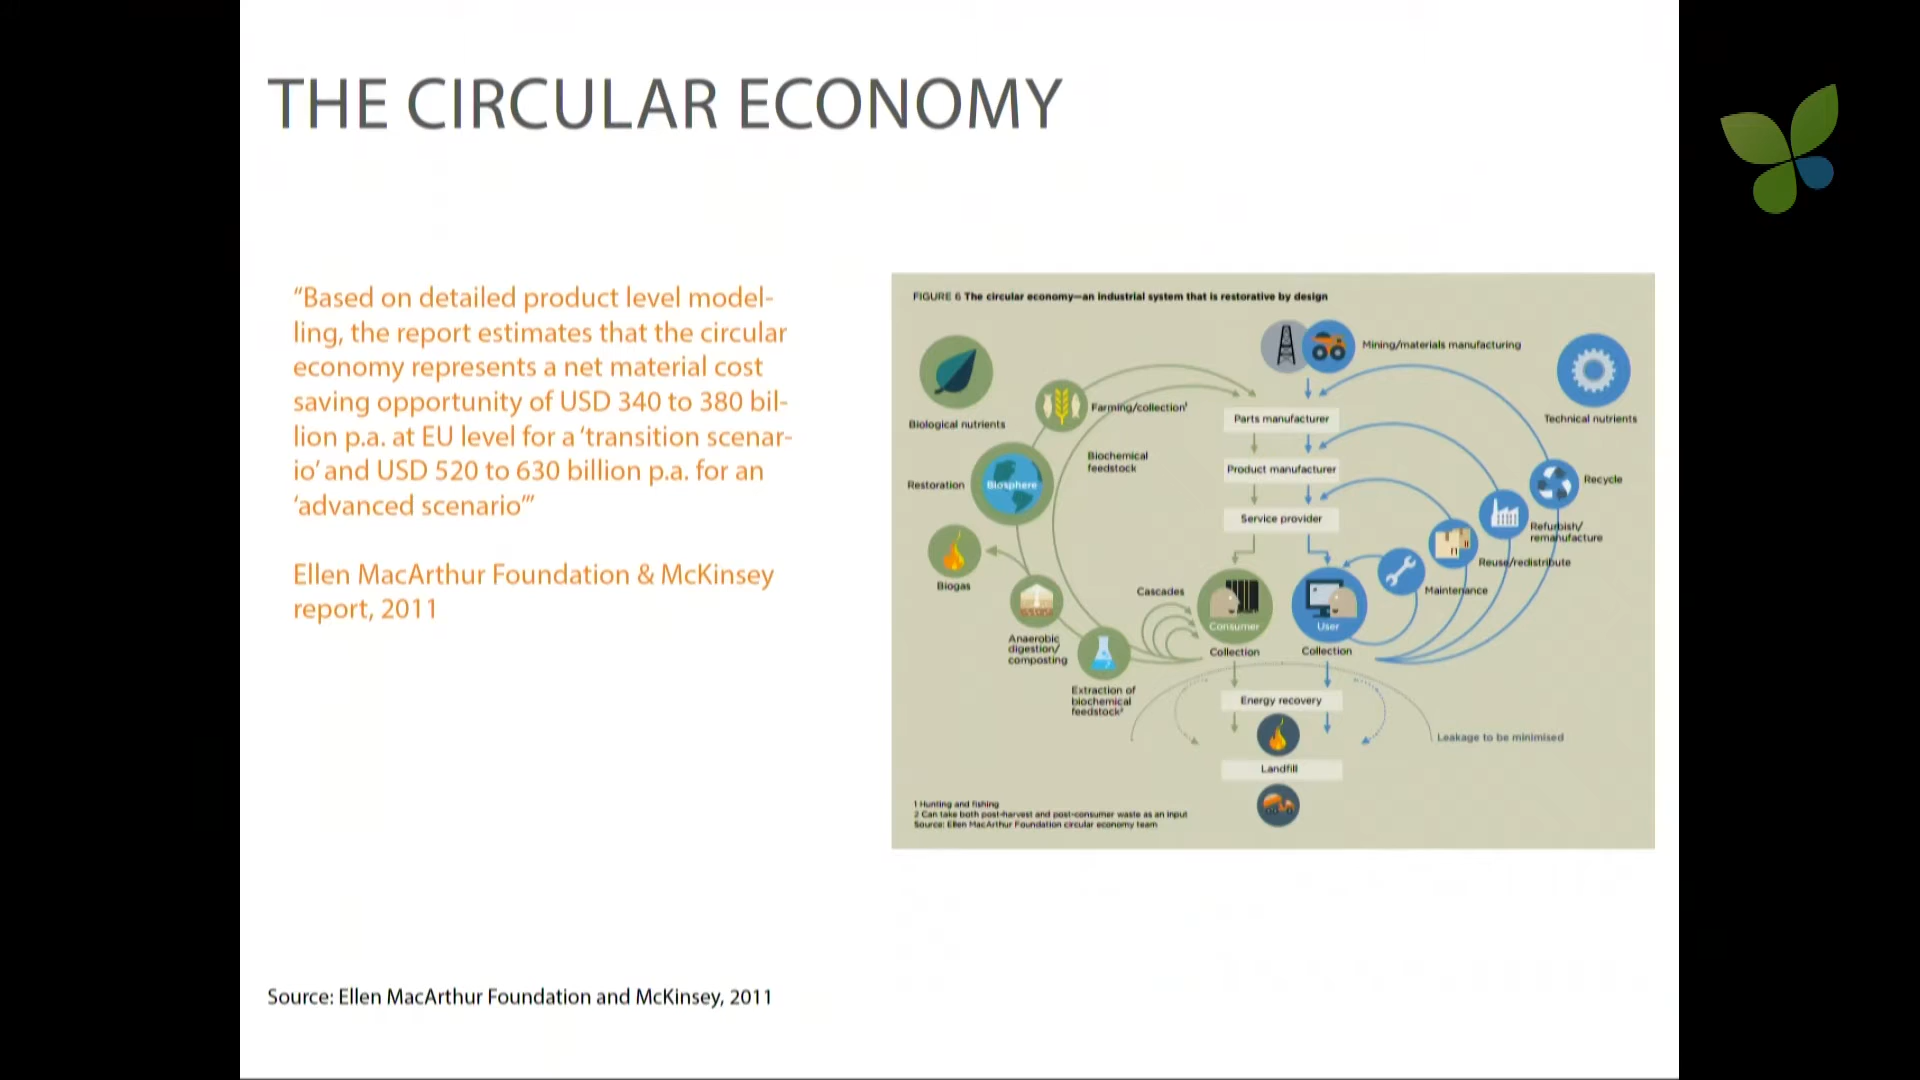 THE CIRCULAR ECONOMY
“Based on detailed product level model-
ling, the report estimates that the circular
economy represents a net material cost
saving opportunity of USD 340 to 380 bil-
lion p.a. at EU level for a ‘transition scenar-
io’ and USD 520 to 630 billion p.a. for an
‘advanced scenario’”
Ellen MacArthur Foundation & McKinsey
report, 2011
FIGURE 6 The circular economy—an industrial system that is restorative by design
Mining/materials manufacturing
Biological nutrients
Farming/collection¹
Parts manufacturer
Technical nutrients
Biochemical
feedstock
Product manufacturer
Restoration
Biosphere
Recycle
Service provider
Refurbish/
remanufacture
Reuse/redistribute
Biogas
Cascades
Maintenance
Consumer
User
Anaerobic
digestion/
composting
Collection
Collection
Extraction of
biochemical
feedstock²
Energy recovery
Leakage to be minimised
Landfill
1 Hunting and fishing
2 Can take both post-harvest and post-consumer waste as an input
Source: Ellen MacArthur Foundation circular economy team
Source: Ellen MacArthur Foundation and McKinsey, 2011